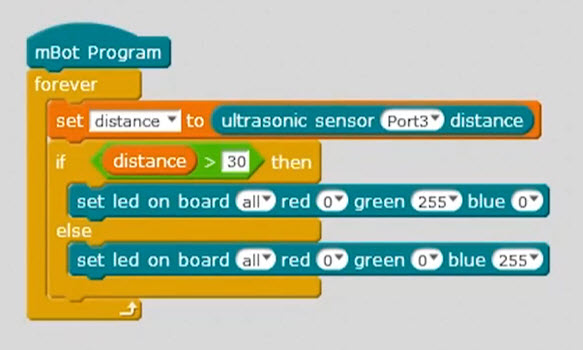 mBot Program
forever
set distance to ultrasonic sensor Port3 distance
if distance > 30 then
set led on board all red 0 green 255 blue 0
else
set led on board all red 0 green 0 blue 255